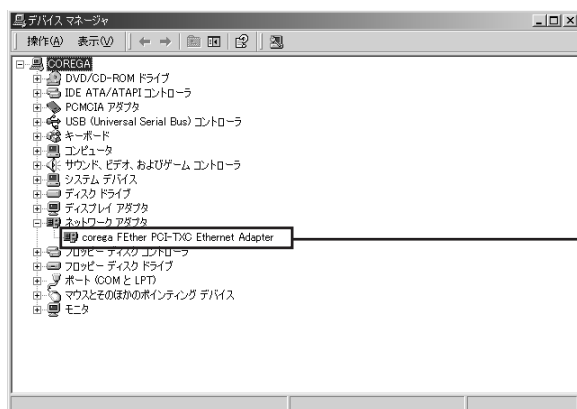 デバイス マネージャ
操作(A) 表示(V)
COREGA
DVD/CD-ROM ドライブ
IDE ATA/ATAPI コントローラ
PCMCIA アダプタ
USB (Universal Serial Bus) コントローラ
キーボード
コンピュータ
サウンド、ビデオ、およびゲーム コントローラ
システム デバイス
ディスク ドライブ
ディスプレイ アダプタ
ネットワーク アダプタ
corega FEther PCI-TXC Ethernet Adapter
フロッピー ディスク コントローラ
フロッピー ディスク ドライブ
ポート (COM と LPT)
マウスとそのほかのポインティング デバイス
モニタ